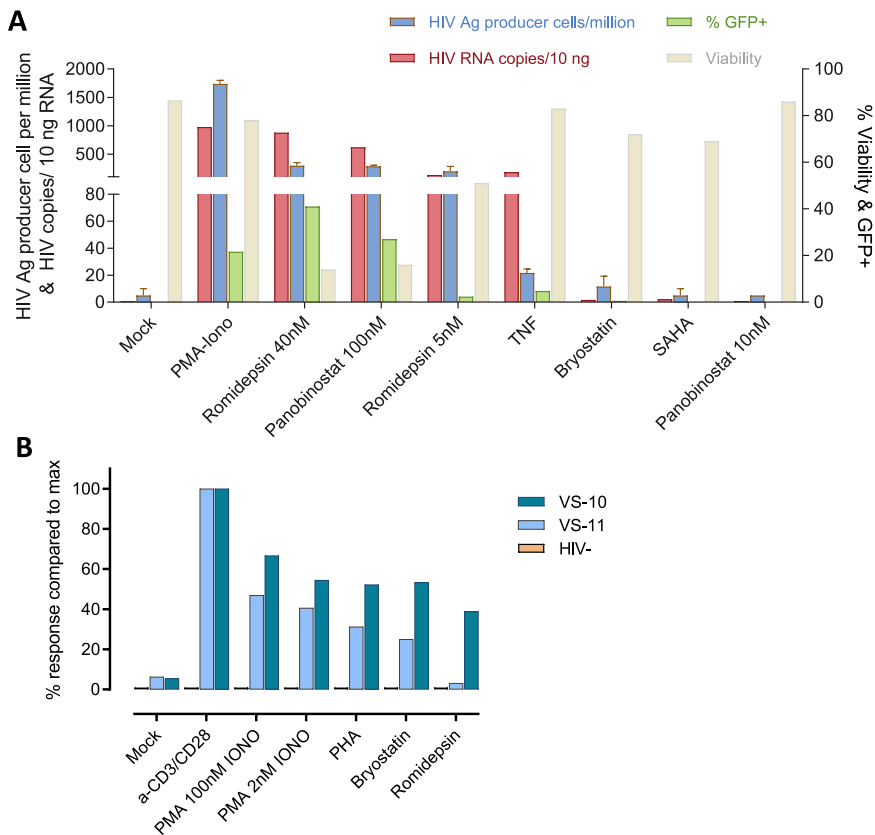 A
HIV Ag producer cells/million
% GFP+
HIV RNA copies/10 ng
Viability
HIV Ag producer cell per million
& HIV copies/ 10 ng RNA
2000
1500
1000
500
80
60
40
20
0
100
80
60
40
20
0
% Viability & GFP+
Mock
PMA-Iono
Romidepsin 40nM
Panobinostat 100nM
Romidepsin 5nM
TNF
Bryostatin
SAHA
Panobinostat 10nM
B
% response compared to max
100
80
60
40
20
0
VS-10
VS-11
HIV-
Mock
a-CD3/CD28
PMA 100nM IONO
PMA 2nM IONO
PHA
Bryostatin
Romidepsin